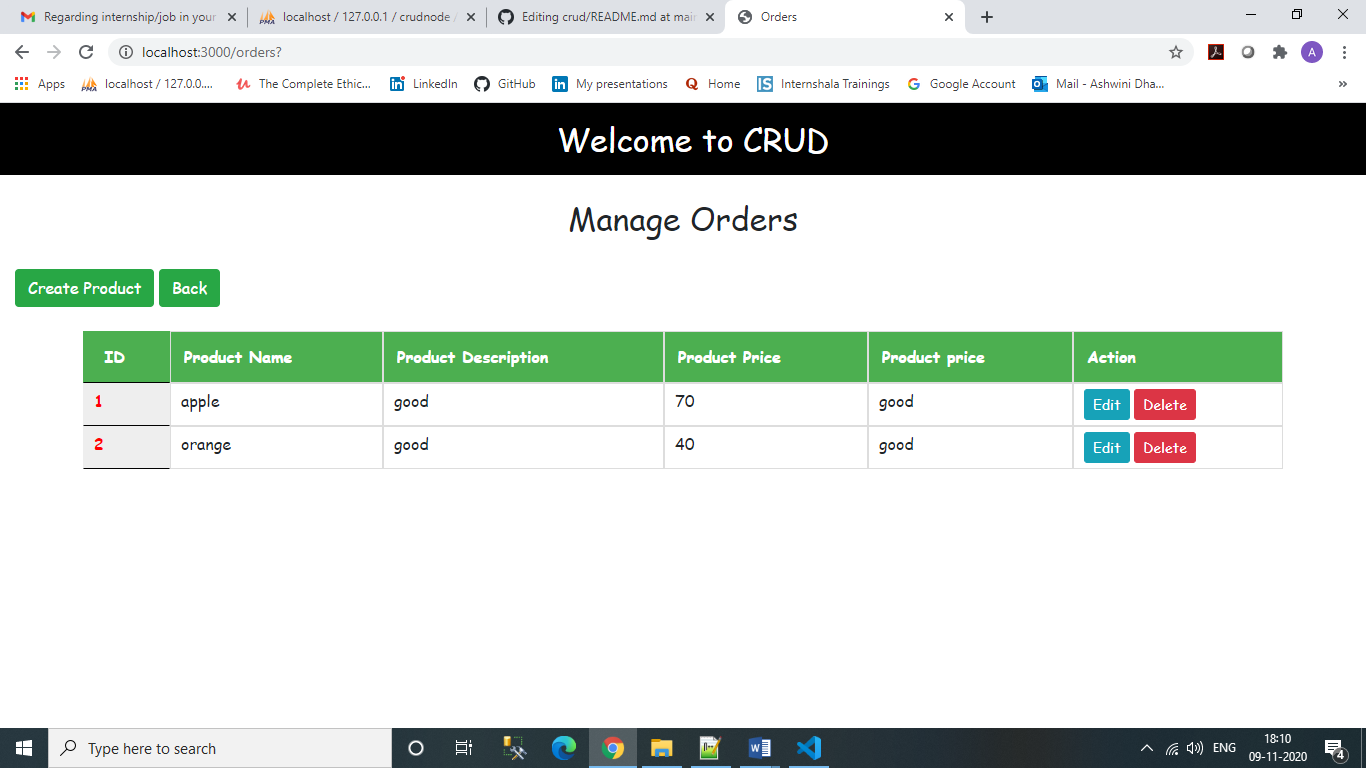 Regarding internship/job in your
localhost / 127.0.0.1 / crudnode
Editing crud/README.md at main
Orders
localhost:3000/orders?
A
Apps
localhost / 127.0.0....
The Complete Ethic...
LinkedIn
GitHub
My presentations
Home
Internshala Trainings
Google Account
Mail - Ashwini Dha...
»
Welcome to CRUD
Manage Orders
Create Product Back
ID Product Name Product Description Product Price Product price Action
1 apple good 70 good Edit Delete
2 orange good 40 good Edit Delete
Type here to search
ENG
18:10
09-11-2020
4